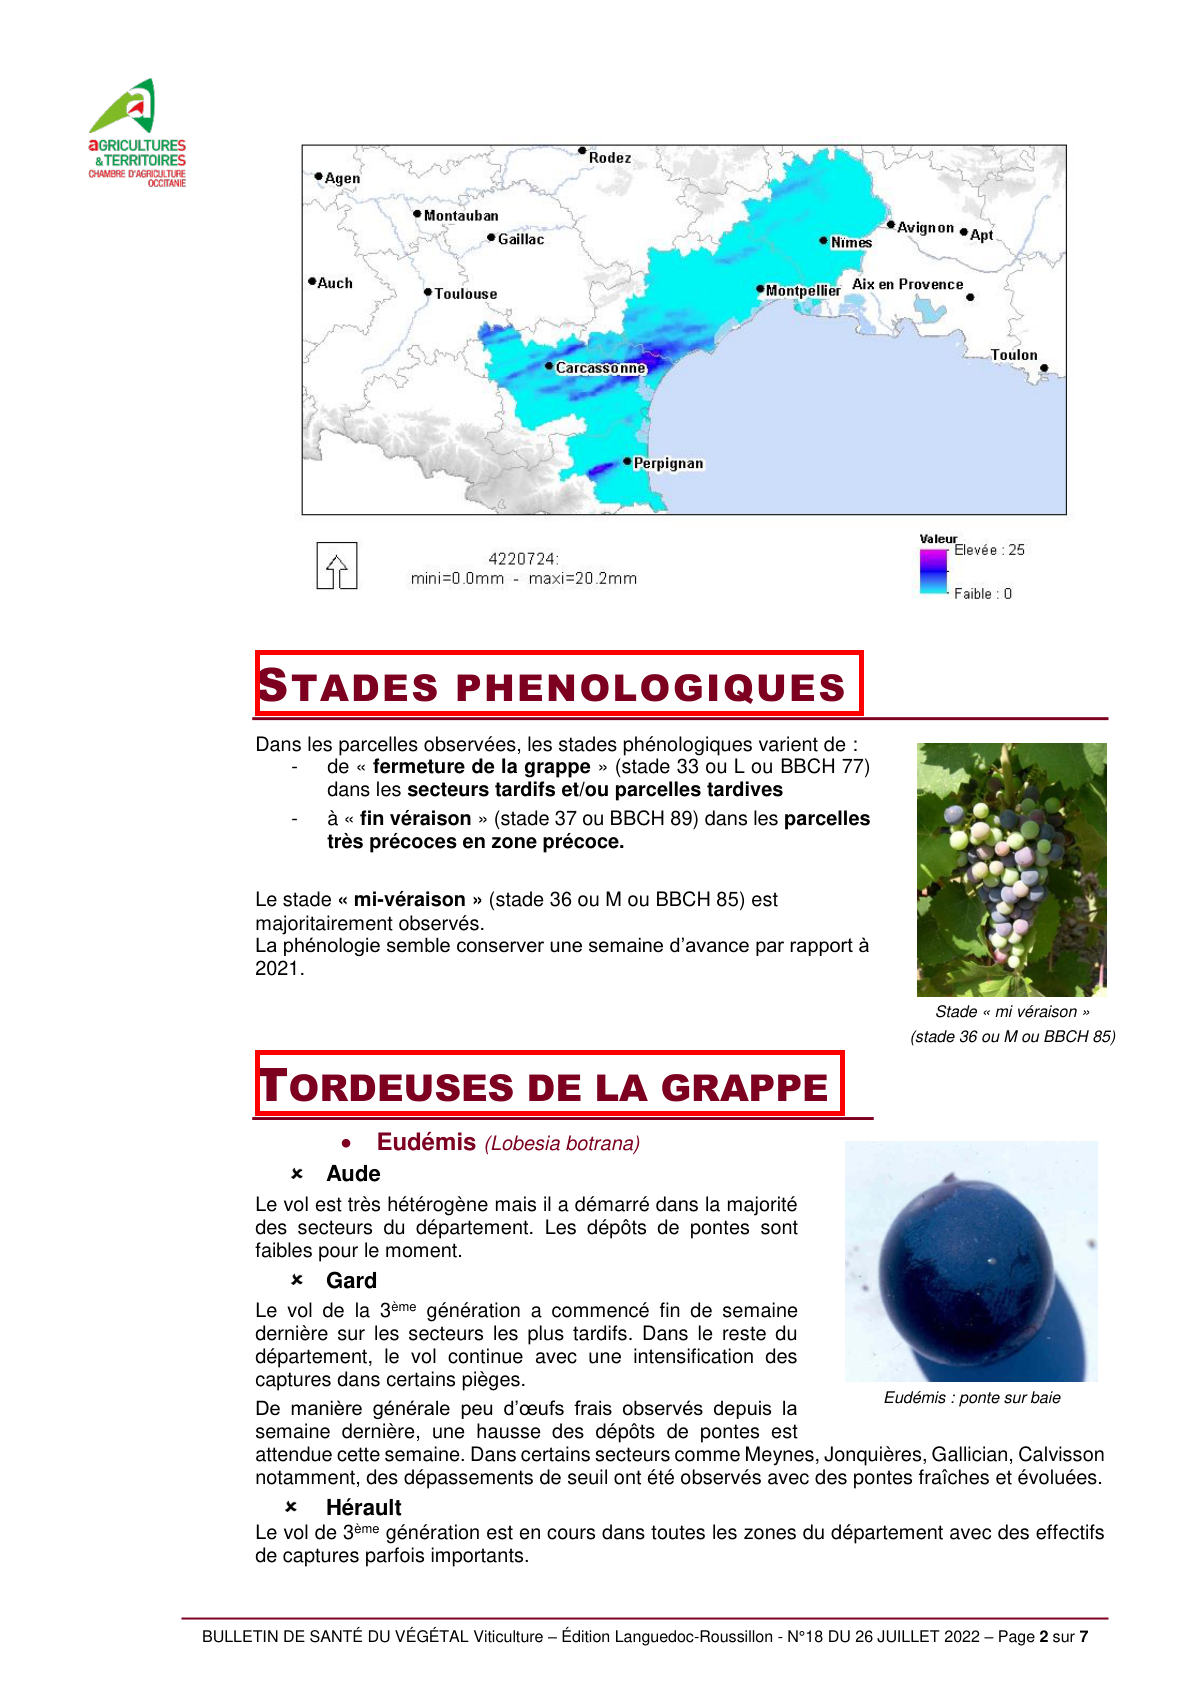 aGRICULTURES
& TERRITOIRES
CHAMBRE D'AGRICULTURE
OCCITANIE
Rodez
Agen
Montauban
Gaillac
Avignon
Apt
Nîmes
Auch
Toulouse
Montpellier
Aix en Provence
Toulon
Carcassonne
Perpignan
4220724:
mini=0.0mm - maxi=20.2mm
Valeur
Elevée : 25
Faible : 0
STADES PHENOLOGIQUES
Dans les parcelles observées, les stades phénologiques varient de :
- de « fermeture de la grappe » (stade 33 ou L ou BBCH 77)
dans les secteurs tardifs et/ou parcelles tardives
- à « fin véraison » (stade 37 ou BBCH 89) dans les parcelles
très précoces en zone précoce.
Le stade « mi-véraison » (stade 36 ou M ou BBCH 85) est
majoritairement observés.
La phénologie semble conserver une semaine d'avance par rapport à
2021.
Stade « mi véraison »
(stade 36 ou M ou BBCH 85)
TORDEUSES DE LA GRAPPE
• Eudémis (Lobesia botrana)
× Aude
Le vol est très hétérogène mais il a démarré dans la majorité
des secteurs du département. Les dépôts de pontes sont
faibles pour le moment.
× Gard
Le vol de la 3ème génération a commencé fin de semaine
dernière sur les secteurs les plus tardifs. Dans le reste du
département, le vol continue avec une intensification des
captures dans certains pièges.
Eudémis : ponte sur baie
De manière générale peu d'œufs frais observés depuis la
semaine dernière, une hausse des dépôts de pontes est
attendue cette semaine. Dans certains secteurs comme Meynes, Jonquières, Gallician, Calvisson
notamment, des dépassements de seuil ont été observés avec des pontes fraîches et évoluées.
× Hérault
Le vol de 3ème génération est en cours dans toutes les zones du département avec des effectifs
de captures parfois importants.
BULLETIN DE SANTÉ DU VÉGÉTAL Viticulture – Édition Languedoc-Roussillon - N°18 DU 26 JUILLET 2022 – Page 2 sur 7